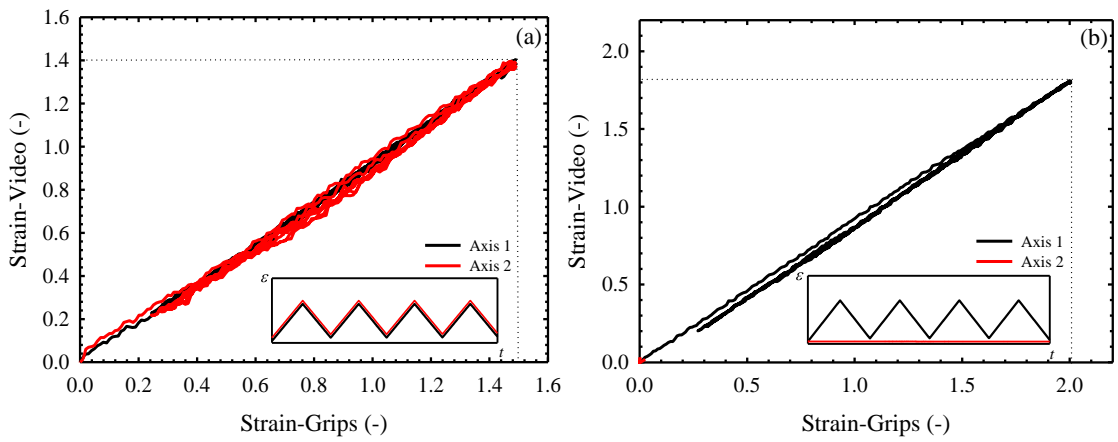 (a)
1.6
1.4
1.2
1.0
0.8
0.6
0.4
0.2
0.0
Strain-Video (-)
Axis 1
Axis 2
ε
t
0.0 0.2 0.4 0.6 0.8 1.0 1.2 1.4 1.6
Strain-Grips (-)
(b)
2.0
1.5
1.0
0.5
0.0
Strain-Video (-)
Axis 1
Axis 2
ε
t
0.0 0.5 1.0 1.5 2.0
Strain-Grips (-)